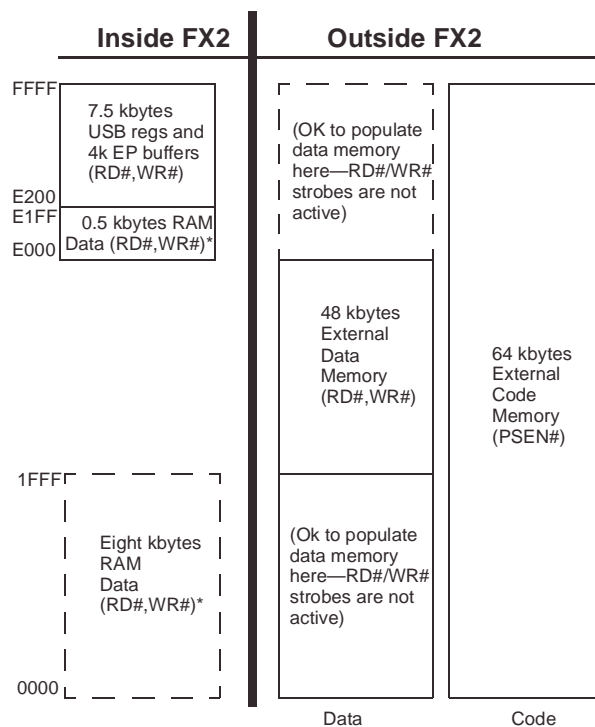 Inside FX2
Outside FX2
FFFF
7.5 kbytes
USB regs and
4k EP buffers
(RD#,WR#)
E200
E1FF
0.5 kbytes RAM
Data (RD#,WR#)*
E000
(OK to populate
data memory
here—RD#/WR#
strobes are not
active)
48 kbytes
External
Data
Memory
(RD#,WR#)
64 kbytes
External
Code
Memory
(PSEN#)
1FFF
Eight kbytes
RAM
Data
(RD#,WR#)*
(Ok to populate
data memory
here—RD#/WR#
strobes are not
active)
0000
Data
Code